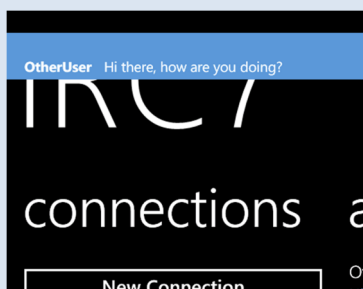 OtherUser Hi there, how are you doing?
IRC7
connections
New Connection